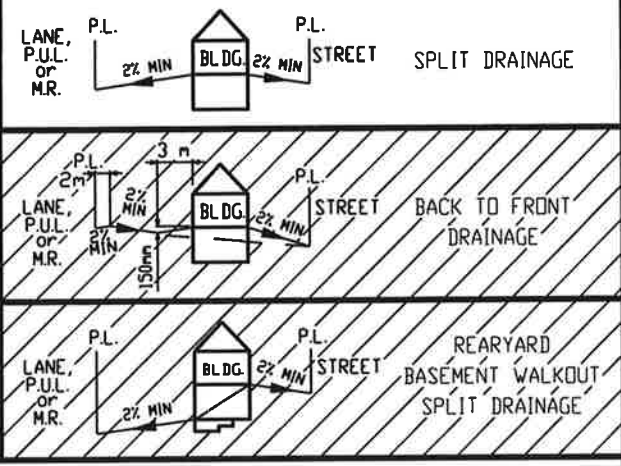 P.L.
P.L.
LANE,
P.U.L.
or
M.R.
2% MIN
BLDG.
2% MIN
STREET
SPLIT DRAINAGE
3 m
P.L.
2m
P.L.
LANE,
P.U.L.
or
M.R.
2%
MIN
2%
MIN
150mm
BLDG.
2% MIN
STREET
BACK TO FRONT
DRAINAGE
P.L.
P.L.
LANE,
P.U.L.
or
M.R.
2% MIN
BLDG.
2% MIN
STREET
REARYARD
BASEMENT WALKOUT
SPLIT DRAINAGE